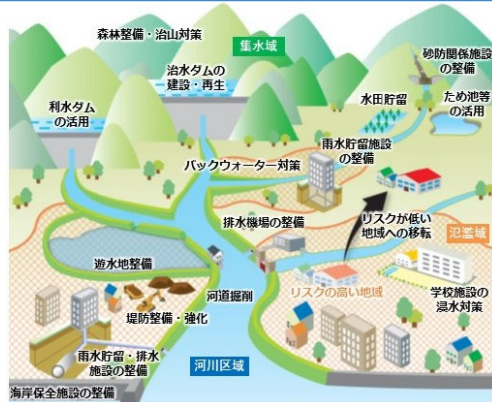 森林整備・治山対策
集水域
砂防関係施設
の整備
治水ダムの
建設・再生
水田貯留
ため池等
の活用
利水ダム
の活用
雨水貯留施設
の整備
バックウォーター対策
排水機場の整備
リスクが低い
地域への移転
氾濫域
遊水地整備
河道掘削
リスクの高い地域
学校施設の
浸水対策
堤防整備・強化
雨水貯留・排水
施設の整備
河川区域
海岸保全施設の整備